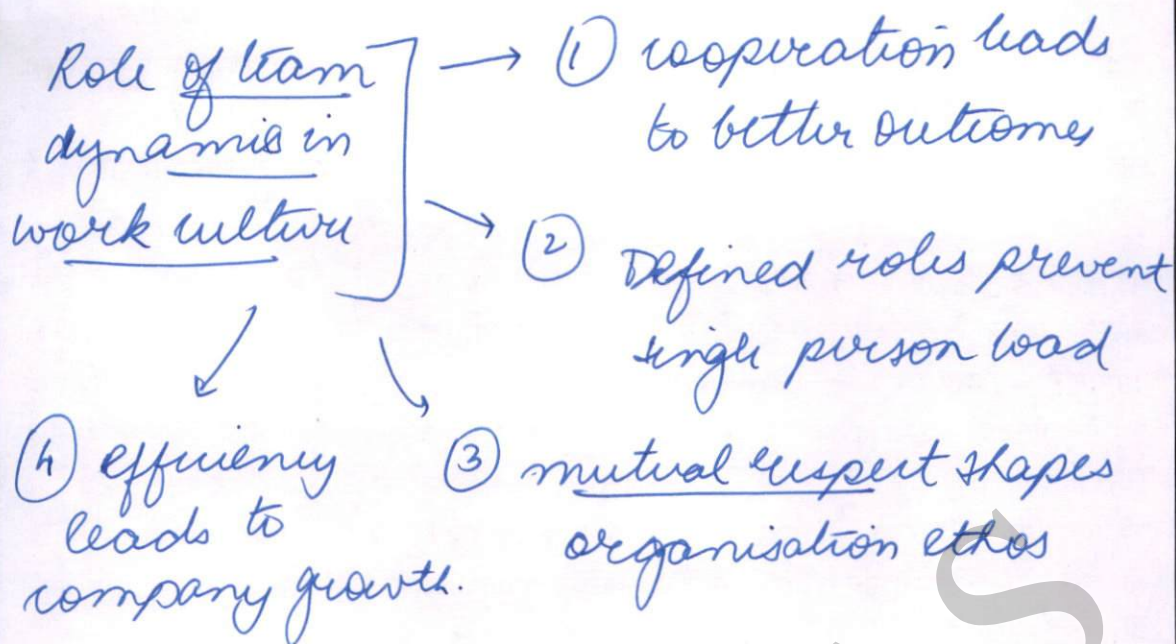 Role of team
dynamis in
work culture
① cooperation leads
to better outcomes
② Defined roles prevent
single person load
③ mutual respect shapes
organisation ethos
④ efficiency
leads to
company growth.
S